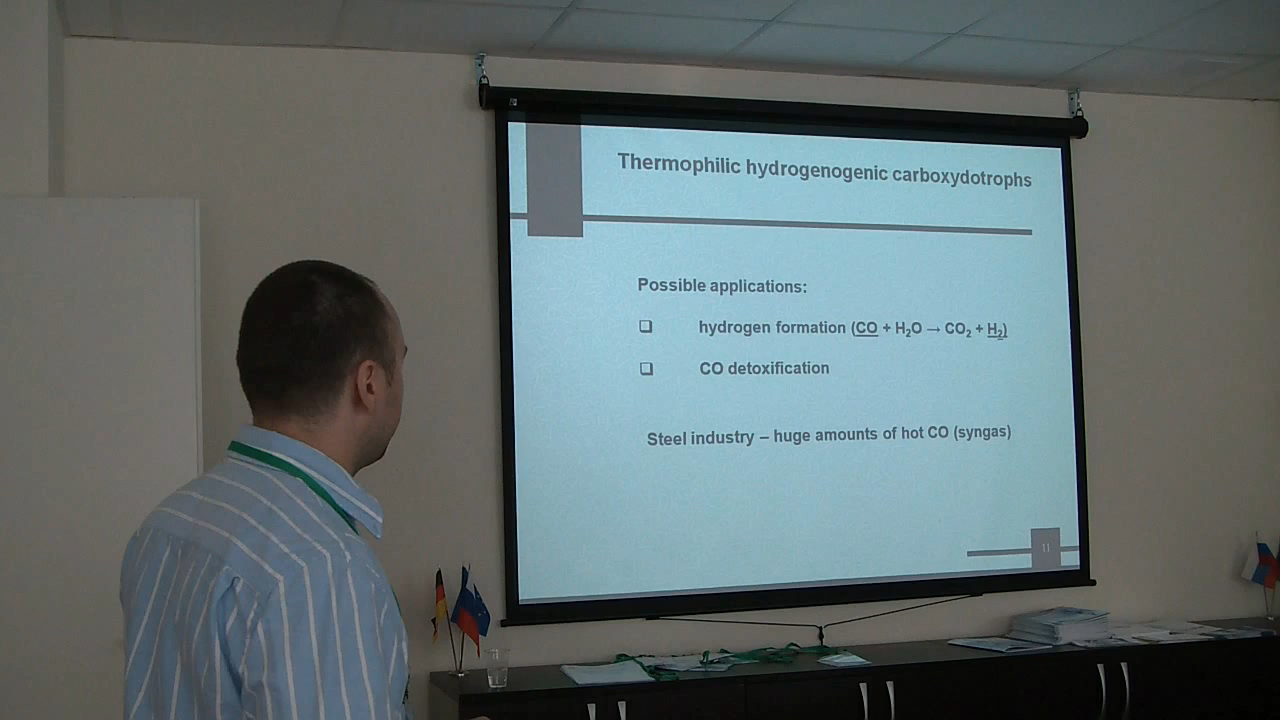 Thermophilic hydrogenogenic carboxydotrophs
Possible applications:
❑ hydrogen formation (CO + H₂O → CO₂ + H₂)
❑ CO detoxification
Steel industry – huge amounts of hot CO (syngas)
11